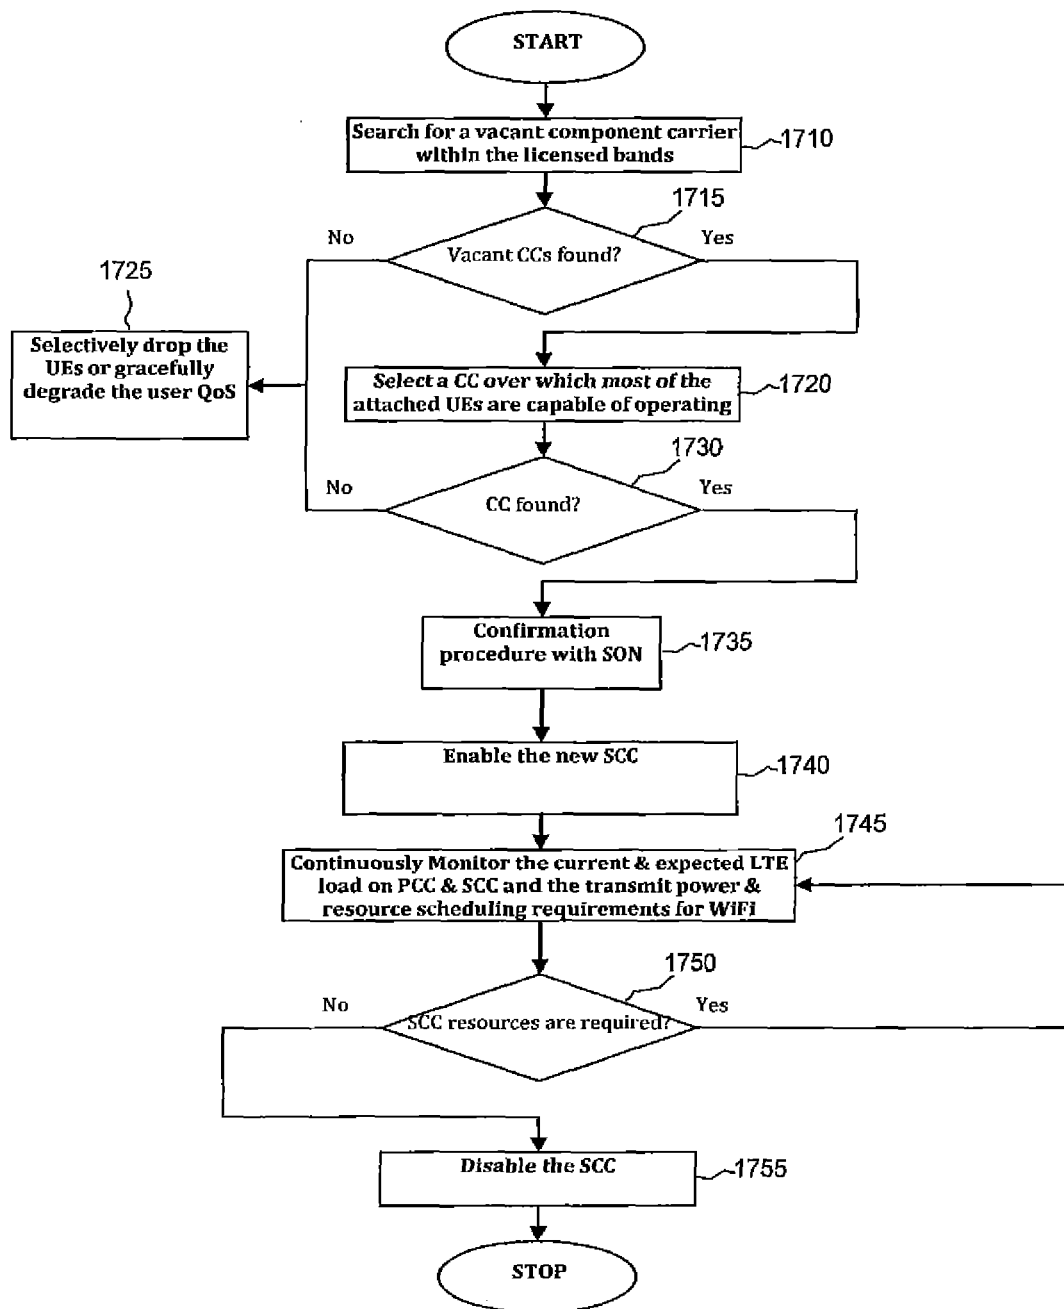 START
Search for a vacant component carrier
within the licensed bands
1710
1715
No
Yes
Vacant CCs found?
1725
Selectively drop the
UEs or gracefully
degrade the user QoS
Select a CC over which most of the
attached UEs are capable of operating
1720
1730
No
Yes
CC found?
Confirmation
procedure with SON
1735
Enable the new SCC
1740
1745
Continuously Monitor the current & expected LTE
load on PCC & SCC and the transmit power &
resource scheduling requirements for WiFi
1750
No
Yes
SCC resources are required?
Disable the SCC
1755
STOP